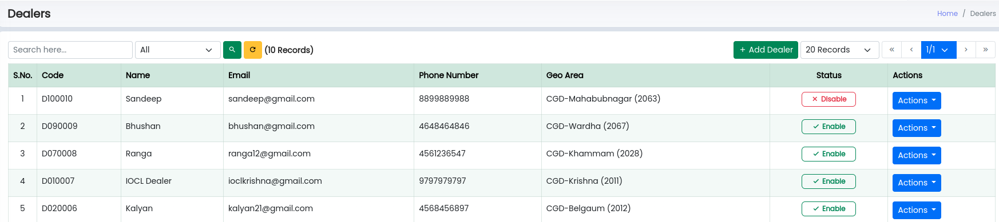 Dealers
Home / Dealers
Search here... All (10 Records) + Add Dealer 20 Records « ‹ 1/1 › »
S.No. Code Name Email Phone Number Geo Area Status Actions
1 D100010 Sandeep sandeep@gmail.com 8899889988 CGD-Mahabubnagar (2063) Disable Actions
2 D090009 Bhushan bhushan@gmail.com 4648464846 CGD-Wardha (2067) Enable Actions
3 D070008 Ranga ranga12@gmail.com 4561236547 CGD-Khammam (2028) Enable Actions
4 D010007 IOCL Dealer ioclkrishna@gmail.com 9797979797 CGD-Krishna (2011) Enable Actions
5 D020006 Kalyan kalyan21@gmail.com 4568456897 CGD-Belgaum (2012) Enable Actions